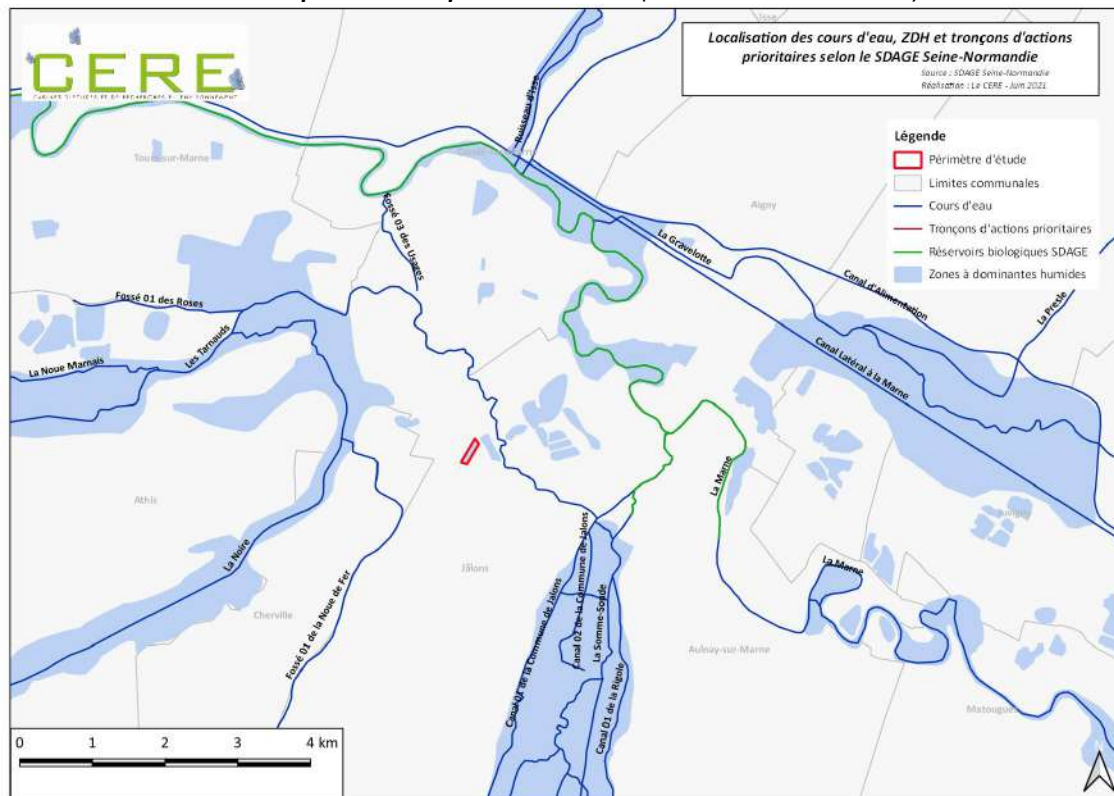 CERE
Localisation des cours d'eau, ZDH et tronçons d'actions
prioritaires selon le SDAGE Seine-Normandie
Source : SDAGE Seine-Normandie
Réalisation : Le CERE - Juin 2021
Légende
Périmètre d'étude
Limites communales
Cours d'eau
Tronçons d'actions prioritaires
Réservoirs biologiques SDAGE
Zones à dominantes humides
Isse
Ruisseau d'Isse
Tours-sur-Marne
Aigny
Fossé 03 des Usages
La Gravelotte
Canal d'Alimentation
La Presle
Fossé 01 des Roses
Les Tarnauds
La Noue Marnais
Canal Latéral à la Marne
La Marne
Athis
Juvigny
La Noire
Jâlons
La Marne
Cherville
Fossé 01 de la Noue de Fer
Canal 01 de la Commune de Jalons
Canal 02 de la Commune de Jalons
La Somme-Soude
Canal 01 de la Rigole
Aulnay-sur-Marne
Matougues
0 1 2 3 4 km